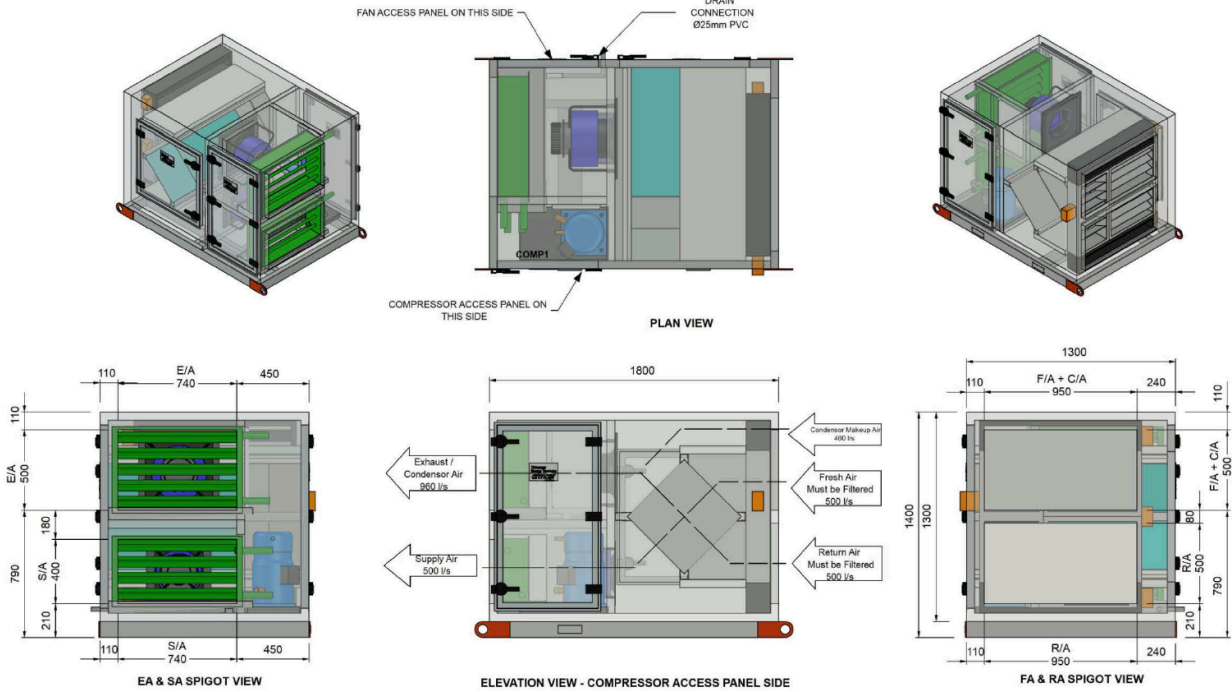 FAN ACCESS PANEL ON THIS SIDE
DRAIN
CONNECTION
Ø25mm PVC
COMP1
COMPRESSOR ACCESS PANEL ON
THIS SIDE
PLAN VIEW
110
E/A
740
450
110
E/A
500
180
790
S/A
400
210
110
S/A
740
450
EA & SA SPIGOT VIEW
1800
Exhaust /
Condensor Air
960 l/s
Supply Air
500 l/s
Condensor Makeup Air
460 l/s
Fresh Air
Must be Filtered
500 l/s
Return Air
Must be Filtered
500 l/s
ELEVATION VIEW - COMPRESSOR ACCESS PANEL SIDE
1300
110
F/A + C/A
950
240
110
F/A + C/A
500
1400
1300
80
R/A
500
790
210
110
R/A
950
240
FA & RA SPIGOT VIEW